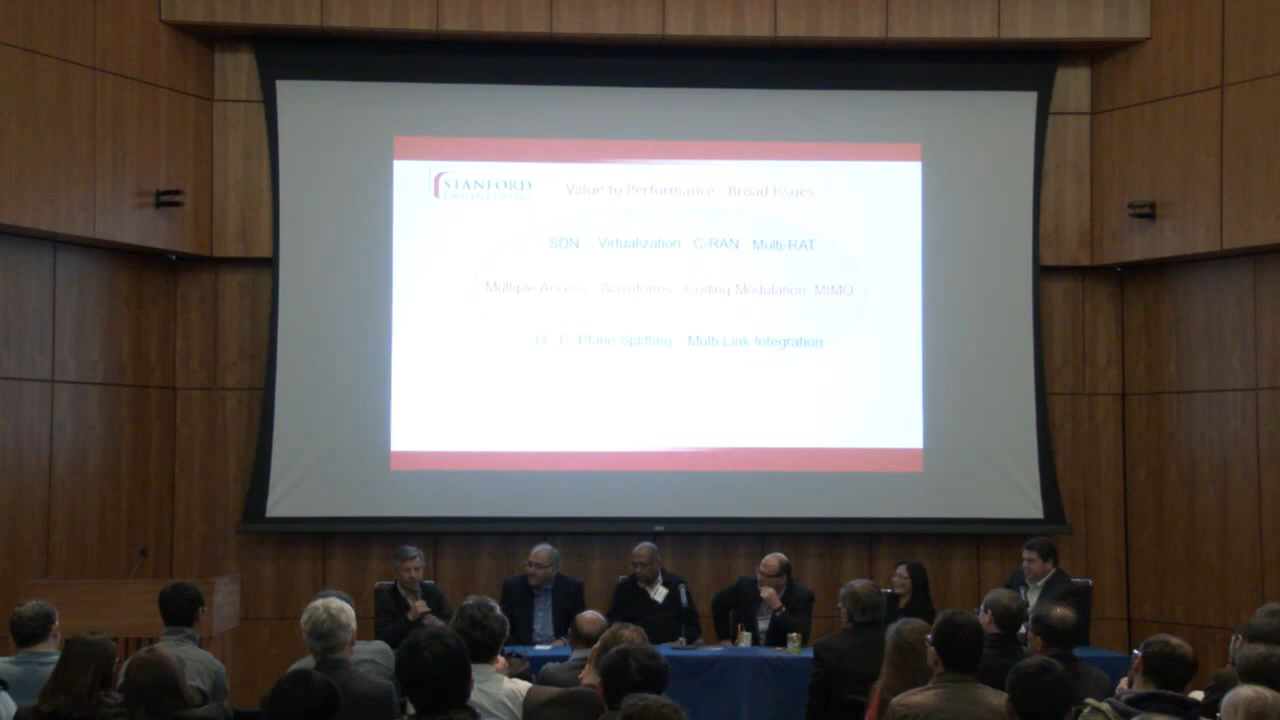 STANFORD
ENGINEERING
Value to Performance Broad Issues
SDN Virtualization C-RAN Multi-RAT
Multiple Access Waveforms Coding Modulation MIMO
U- C- Plane Splitting Multi-Link Integration